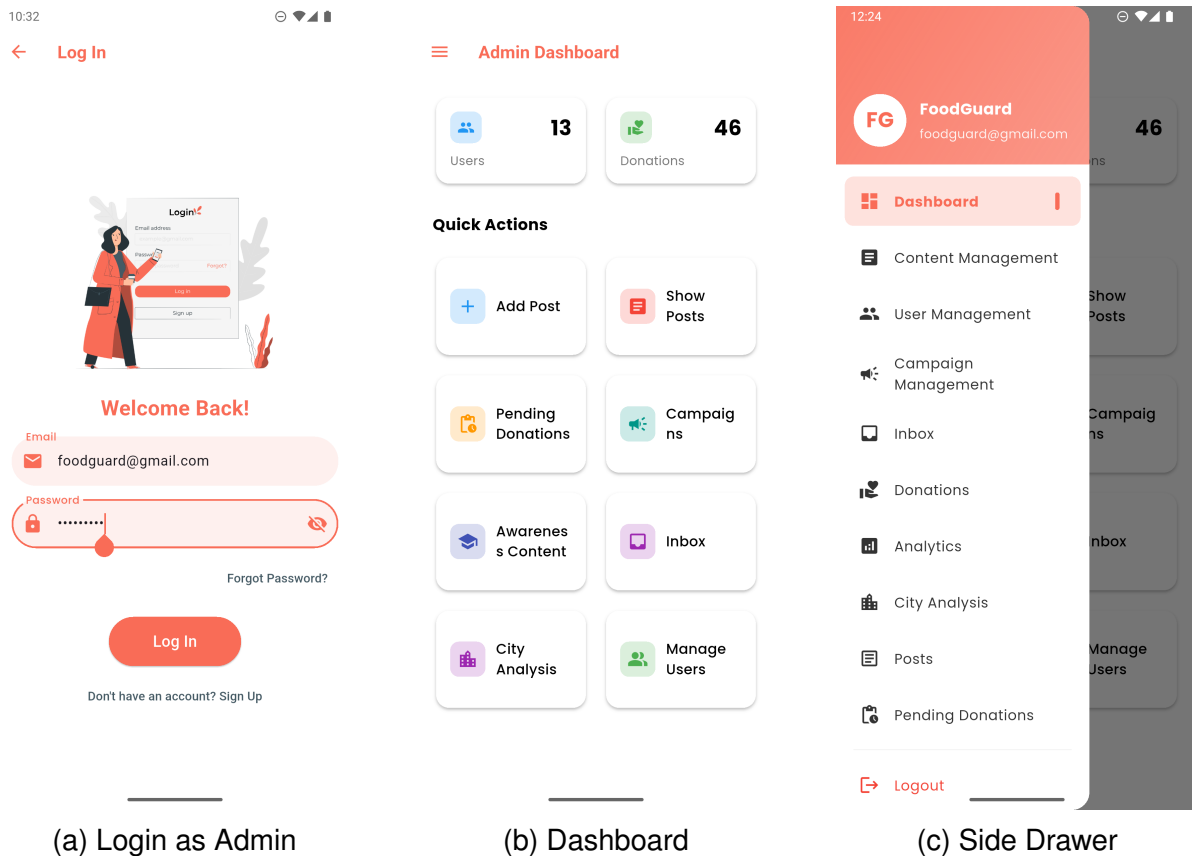 10:32
Log In
Login
Email address
Password
Forgot?
Log in
Sign up
Welcome Back!
Email
foodguard@gmail.com
Password
•••••••••
Forgot Password?
Log In
Don't have an account? Sign Up
(a) Login as Admin
Admin Dashboard
13
Users
46
Donations
Quick Actions
Add Post
Show
Posts
Pending
Donations
Campaig
ns
Awarenes
s Content
Inbox
City
Analysis
Manage
Users
(b) Dashboard
12:24
FG
FoodGuard
foodguard@gmail.com
46
ns
Dashboard
Content Management
User Management
Show
Posts
Campaign
Management
Campaig
ns
Inbox
Donations
Analytics
nbox
City Analysis
Posts
Manage
Users
Pending Donations
Logout
(c) Side Drawer